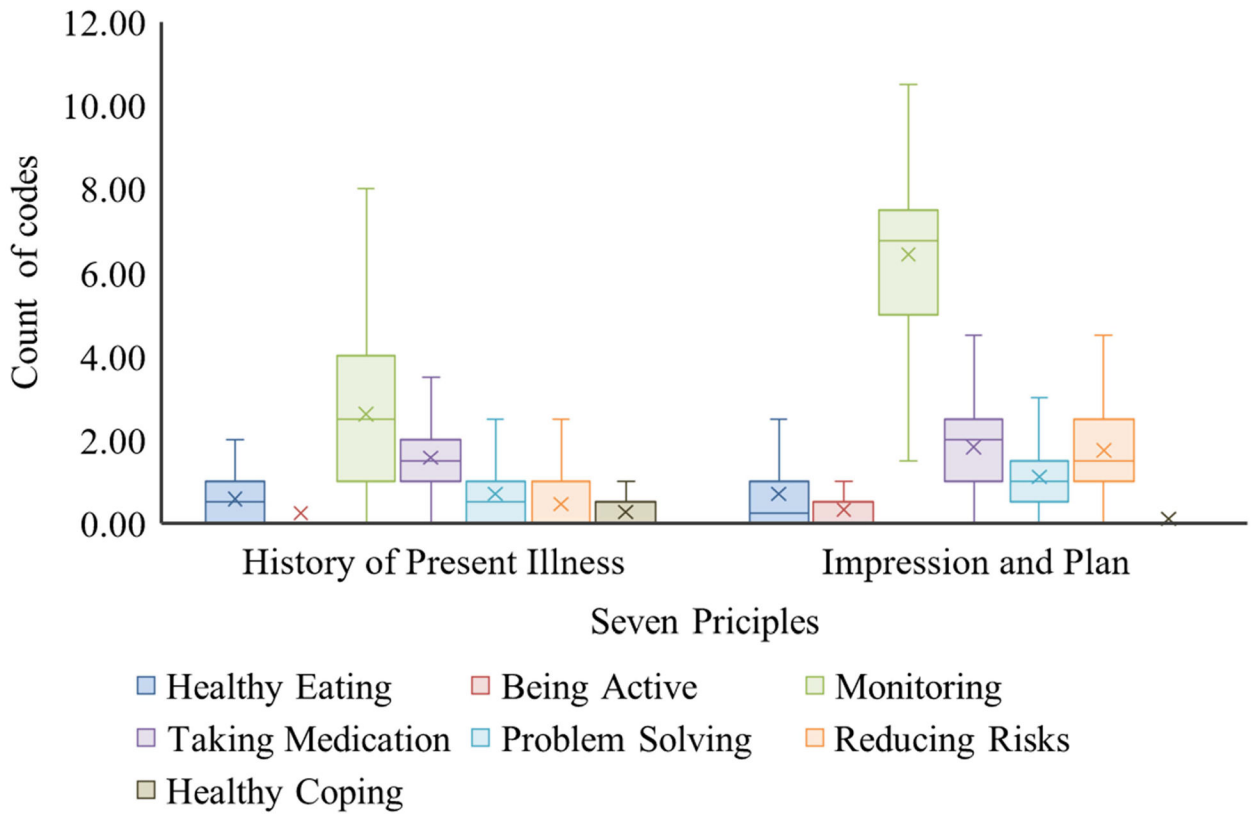 12.00
10.00
8.00
6.00
4.00
2.00
0.00
Count of codes
History of Present Illness
Impression and Plan
Seven Priciples
Healthy Eating
Being Active
Monitoring
Taking Medication
Problem Solving
Reducing Risks
Healthy Coping